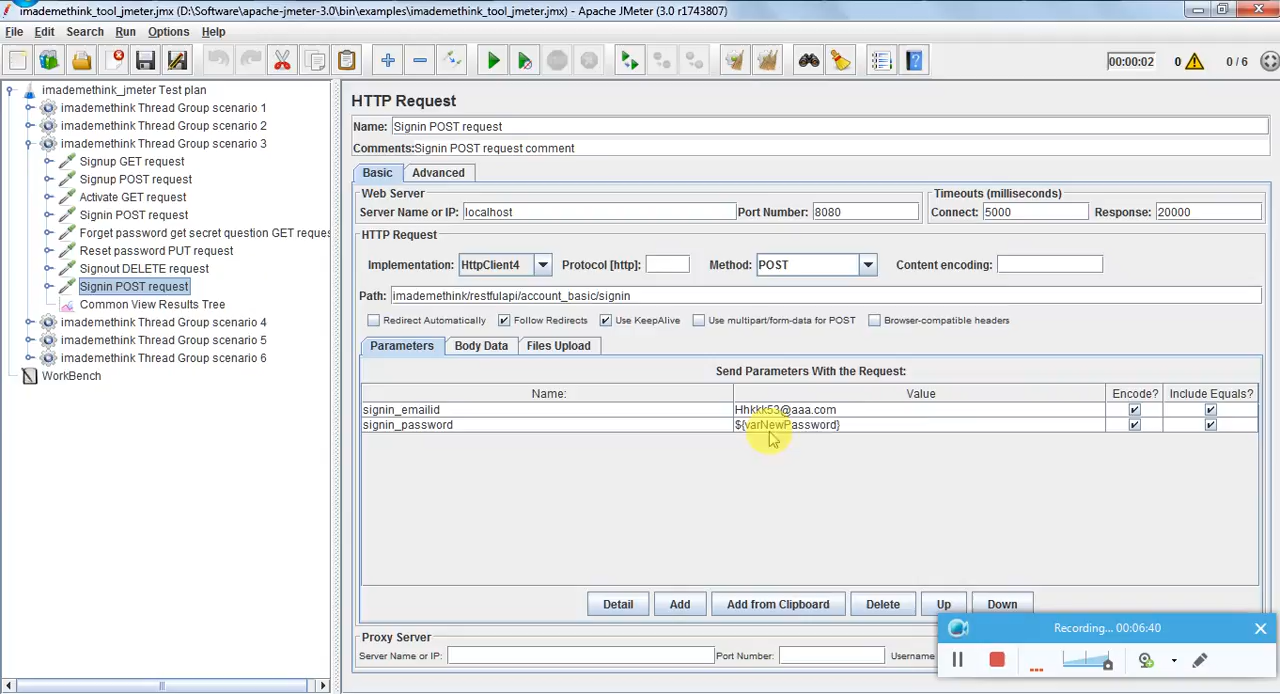 imademethink_tool_jmeter.jmx (D:\Software\apache-jmeter-3.0\bin\examples\imademethink_tool_jmeter.jmx) - Apache JMeter (3.0 r1743807)
File Edit Search Run Options Help
00:00:02 0 0 / 6
imademethink_jmeter Test plan
imademethink Thread Group scenario 1
imademethink Thread Group scenario 2
imademethink Thread Group scenario 3
Signup GET request
Signup POST request
Activate GET request
Signin POST request
Forget password get secret question GET reques
Reset password PUT request
Signout DELETE request
Signin POST request
Common View Results Tree
imademethink Thread Group scenario 4
imademethink Thread Group scenario 5
imademethink Thread Group scenario 6
WorkBench
HTTP Request
Name: Signin POST request
Comments: Signin POST request comment
Basic Advanced
Web Server Timeouts (milliseconds)
Server Name or IP: localhost Port Number: 8080 Connect: 5000 Response: 20000
HTTP Request
Implementation: HttpClient4 Protocol [http]: Method: POST Content encoding:
Path: imademethink/restfulapi/account_basic/signin
Redirect Automatically Follow Redirects Use KeepAlive Use multipart/form-data for POST Browser-compatible headers
Parameters Body Data Files Upload
Send Parameters With the Request:
Name: Value Encode? Include Equals?
signin_emailid Hhkkk53@aaa.com
signin_password ${varNewPassword}
Detail Add Add from Clipboard Delete Up Down
Proxy Server
Server Name or IP: Port Number: Username
Recording... 00:06:40